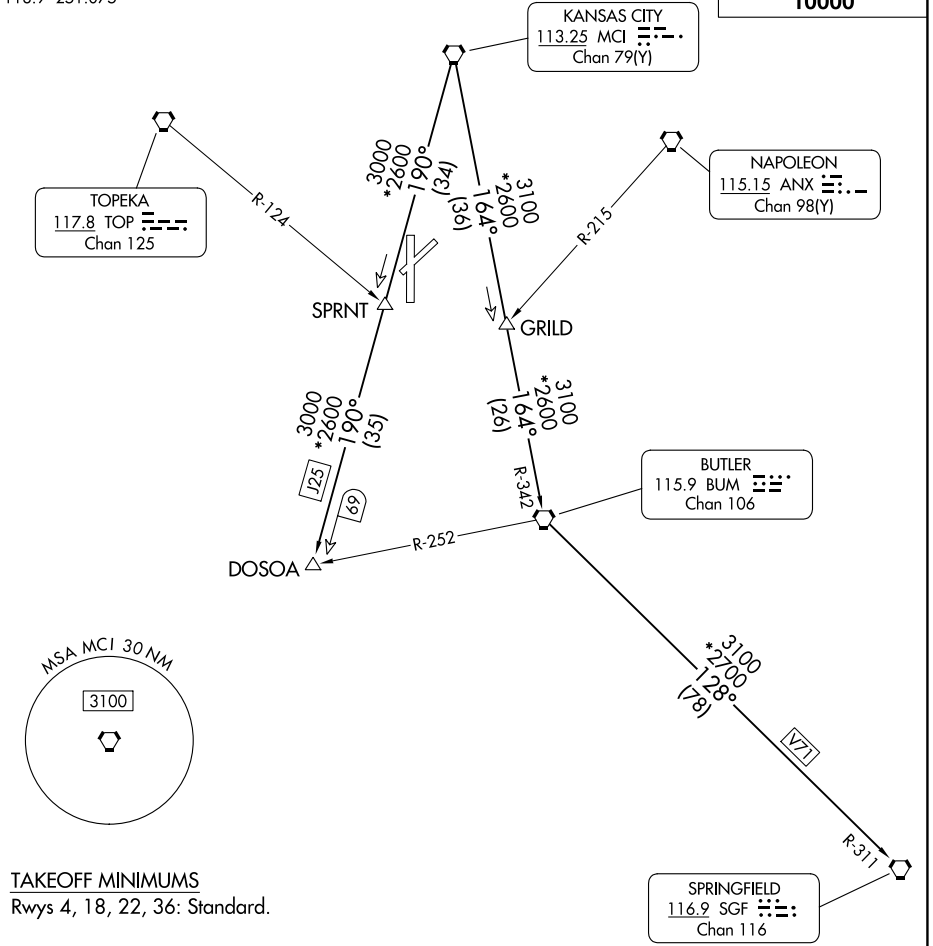 118.9 251.075
10000
KANSAS CITY
113.25 MCI
Chan 79(Y)
TOPEKA
117.8 TOP
Chan 125
NAPOLEON
115.15 ANX
Chan 98(Y)
R-124
R-215
3000
*2600
190°
(34)
3100
*2600
164°
(36)
SPRNT
GRILD
3000
*2600
190°
(35)
3100
*2600
164°
(26)
J25
69
R-342
BUTLER
115.9 BUM
Chan 106
R-252
DOSOA
MSA MCI 30 NM
3100
3100
*2700
128°
(78)
V71
R-311
SPRINGFIELD
116.9 SGF
Chan 116
TAKEOFF MINIMUMS
Rwys 4, 18, 22, 36: Standard.